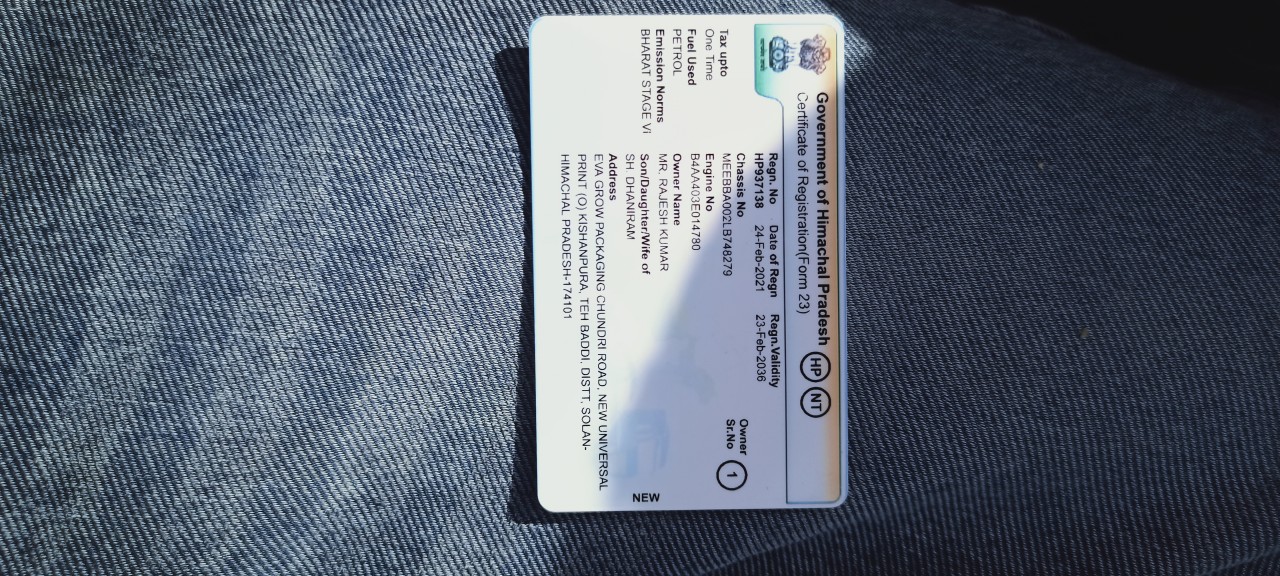 Government of Himachal Pradesh HP NT
Certificate of Registration(Form 23)
Regn. No Date of Regn Regn.Validity
HP937138 24-Feb-2021 23-Feb-2036
Owner
Sr.No 1
Tax upto
One Time
Chassis No
MEEBBA002LB746279
Fuel Used
PETROL
Engine No
B4AA403E014780
Emission Norms
BHARAT STAGE VI
Owner Name
MR. RAJESH KUMAR
Son/Daughter/Wife of
SH. DHANIRAM
Address
EVA GROW PACKAGING CHUNDRI ROAD, NEW UNIVERSAL
PRINT (O) KISHANPURA, TEH BADDI, DISTT, SOLAN-
HIMACHAL PRADESH-174101
NEW